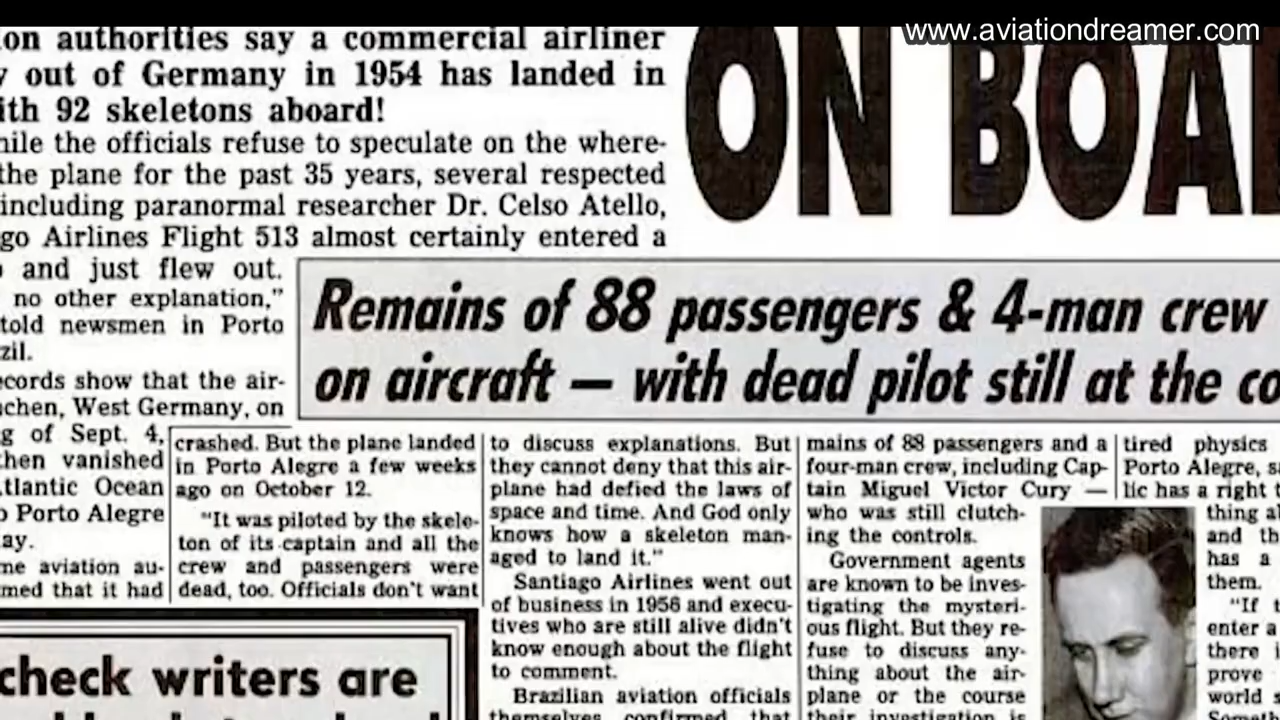 www.aviationdreamer.com
on authorities say a commercial airliner
out of Germany in 1954 has landed in
ith 92 skeletons aboard!
hile the officials refuse to speculate on the where-
the plane for the past 35 years, several respected
including paranormal researcher Dr. Celso Atello,
go Airlines Flight 513 almost certainly entered a
and just flew out.
no other explanation,"
told newsmen in Porto
zil.
ecords show that the air-
achen, West Germany, on
g of Sept. 4,
then vanished
tlantic Ocean
o Porto Alegre
ay.
me aviation au-
med that it had
ON BOA
Remains of 88 passengers & 4-man crew
on aircraft — with dead pilot still at the co
crashed. But the plane landed
in Porto Alegre a few weeks
ago on October 12.
"It was piloted by the skele-
ton of its captain and all the
crew and passengers were
dead, too. Officials don't want
to discuss explanations. But
they cannot deny that this air-
plane had defied the laws of
space and time. And God only
knows how a skeleton man-
aged to land it."
Santiago Airlines went out
of business in 1956 and execu-
tives who are still alive didn't
know enough about the flight
to comment.
Brazilian aviation officials
themselves confirmed that
mains of 88 passengers and a
four-man crew, including Cap-
tain Miguel Victor Cury —
who was still clutch-
ing the controls.
Government agents
are known to be inves-
tigating the mysteri-
ous flight. But they re-
fuse to discuss any-
thing about the air-
plane or the course
their investigation is
tired physics
Porto Alegre, s
lic has a right t
thing al
and th
has a
them.
"If t
enter a
there i
prove
world s
Someth
check writers are